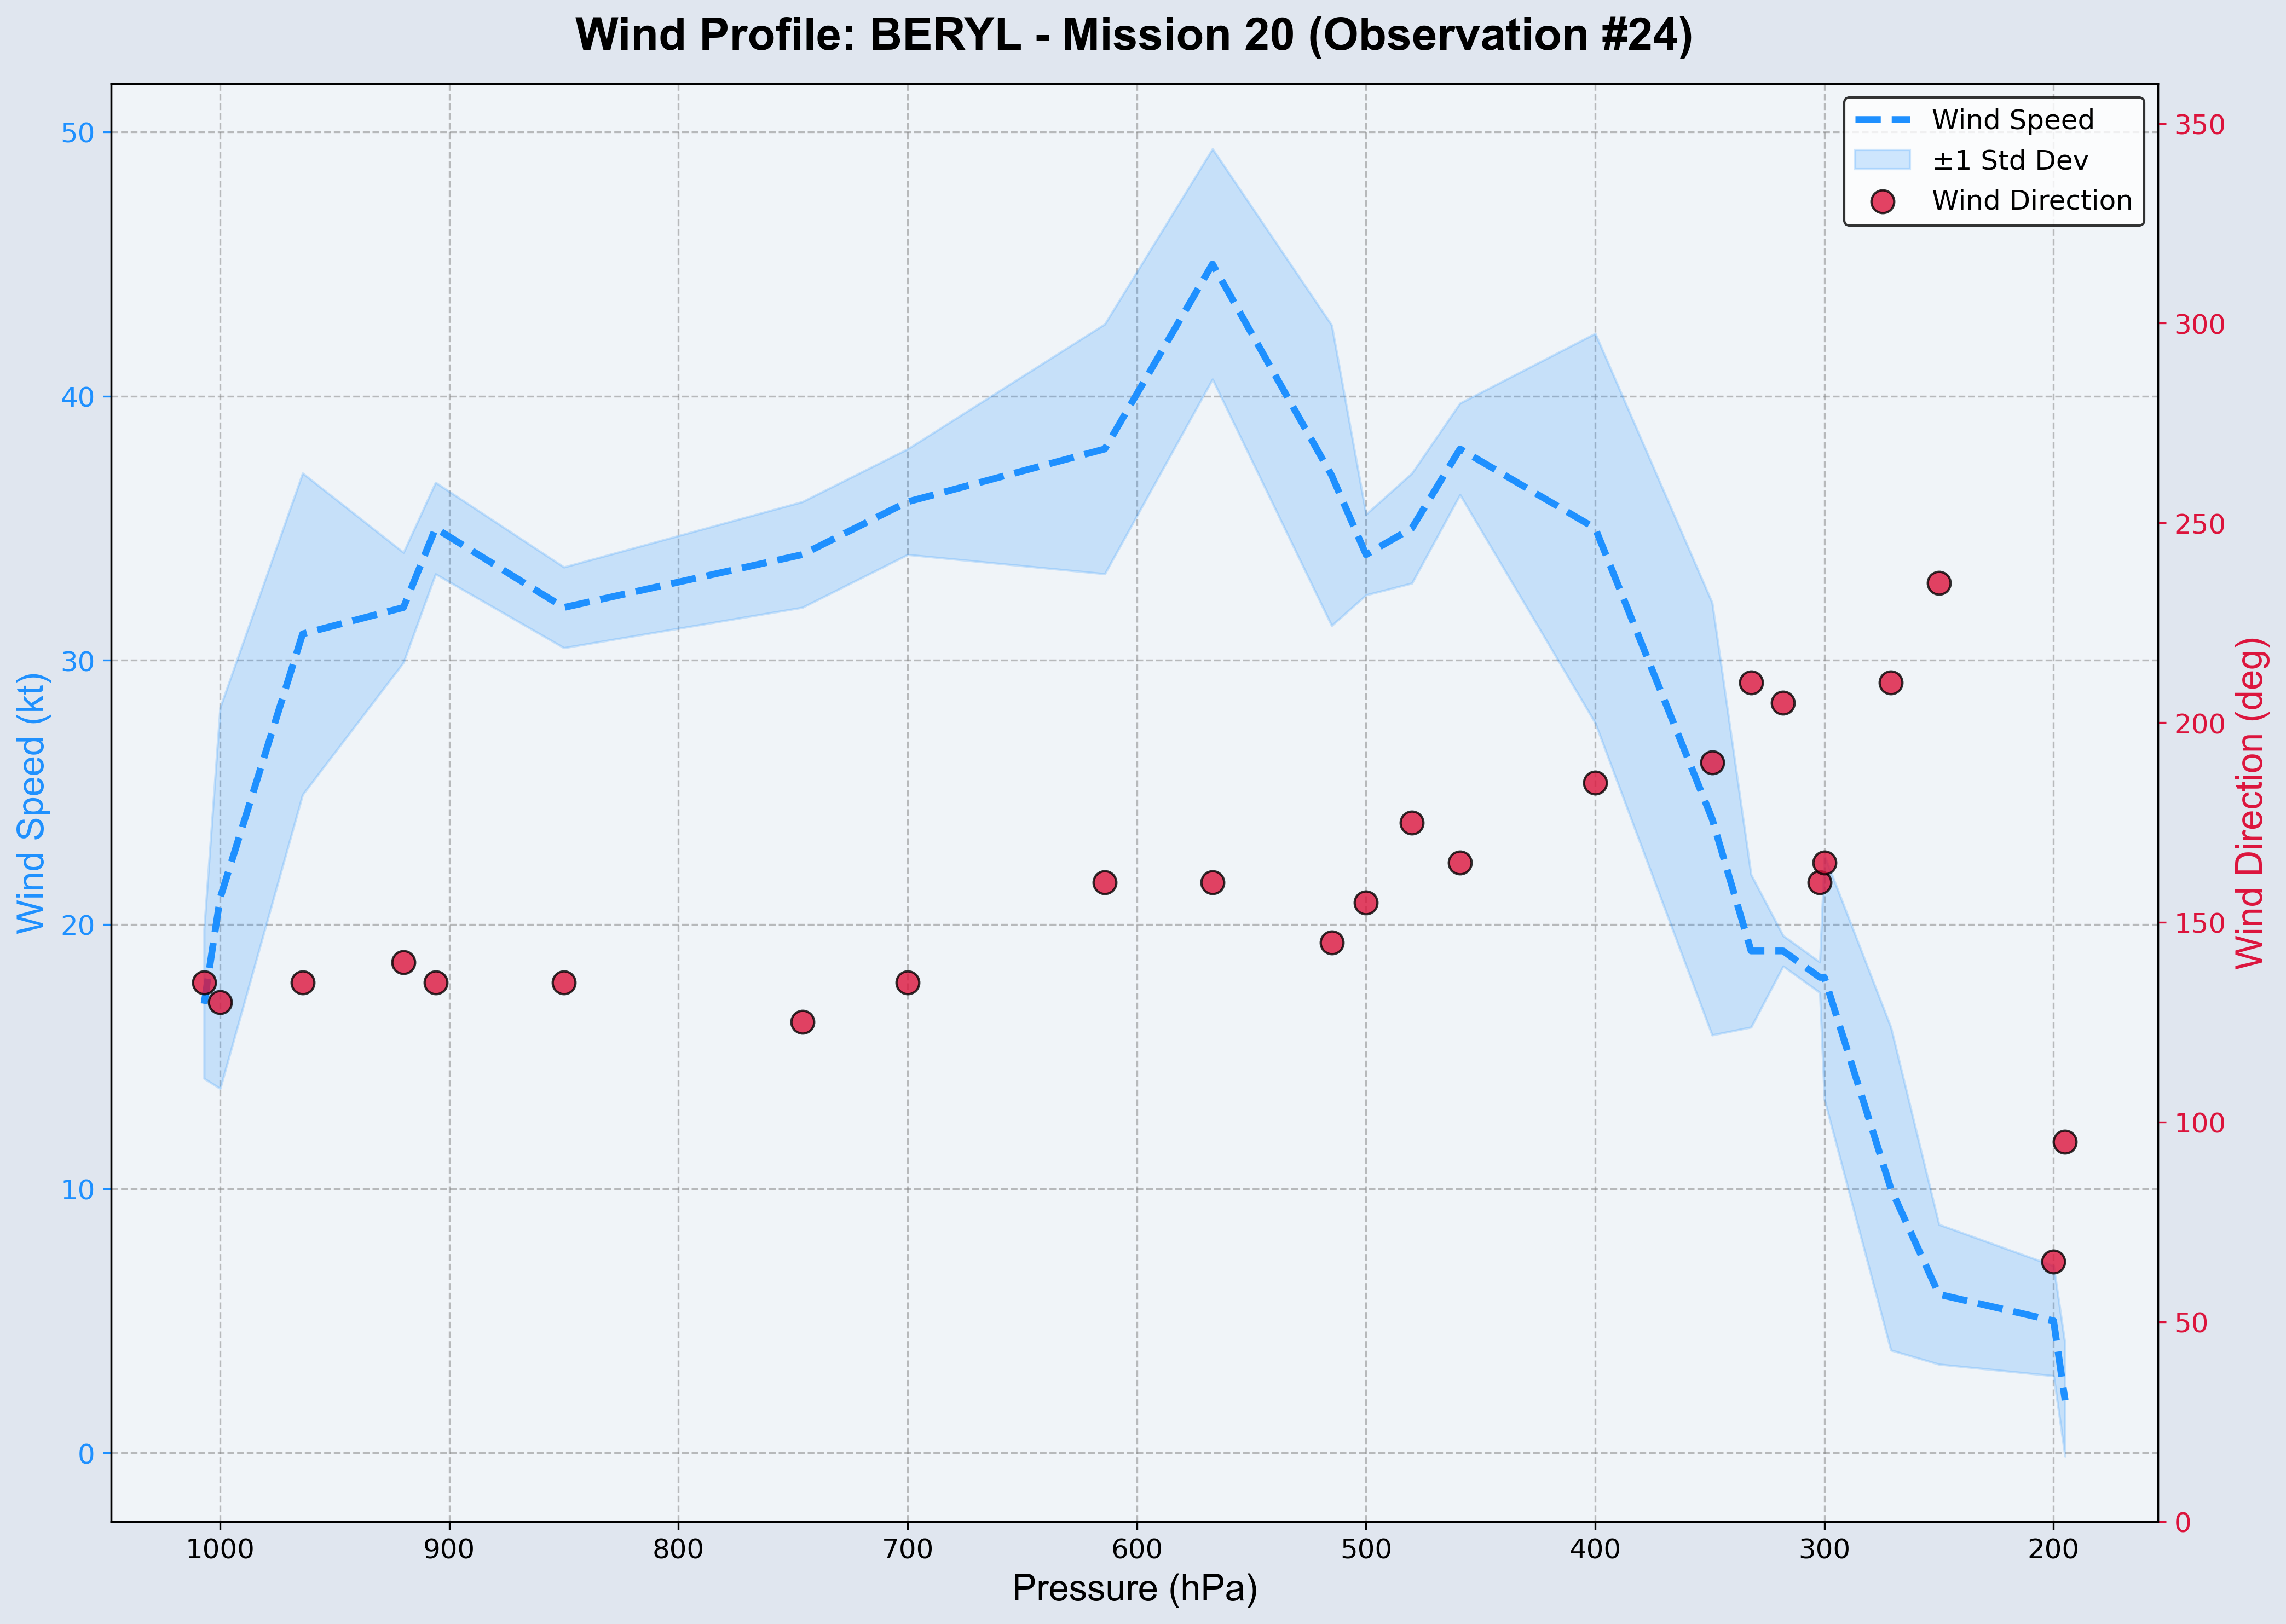 Wind Profile: BERYL - Mission 20 (Observation #24)
Wind Speed
±1 Std Dev
Wind Direction
Wind Speed (kt)
50
40
30
20
10
0
350
300
250
200
150
100
50
0
Wind Direction (deg)
1000 900 800 700 600 500 400 300 200
Pressure (hPa)